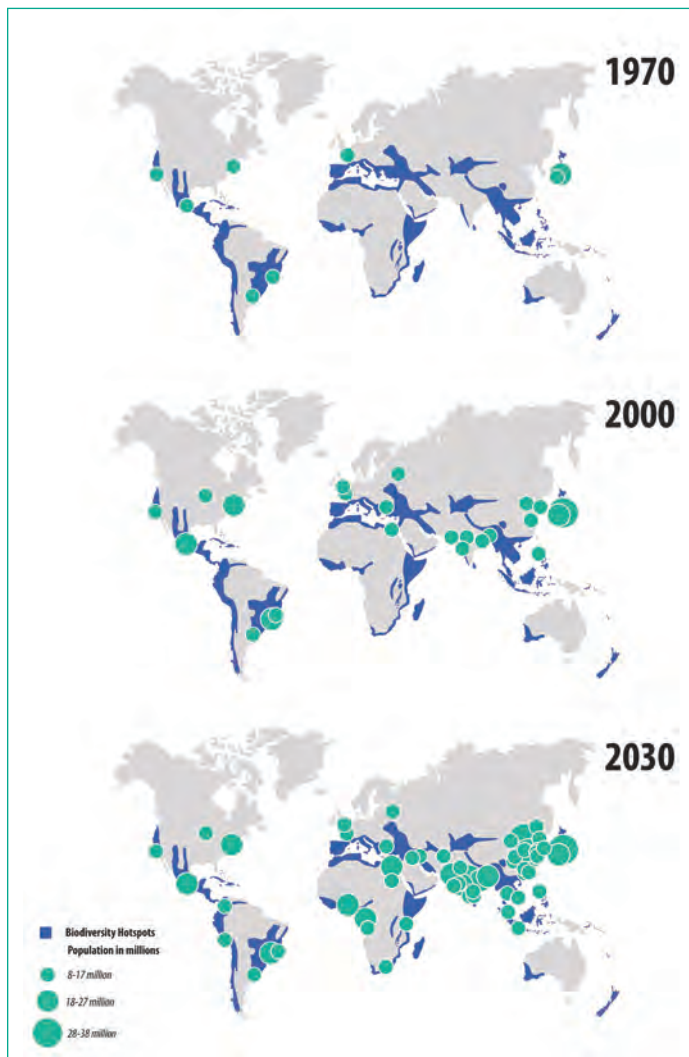 1970
2000
2030
Biodiversity Hotspots
Population in millions
8-17 million
18-27 million
28-38 million